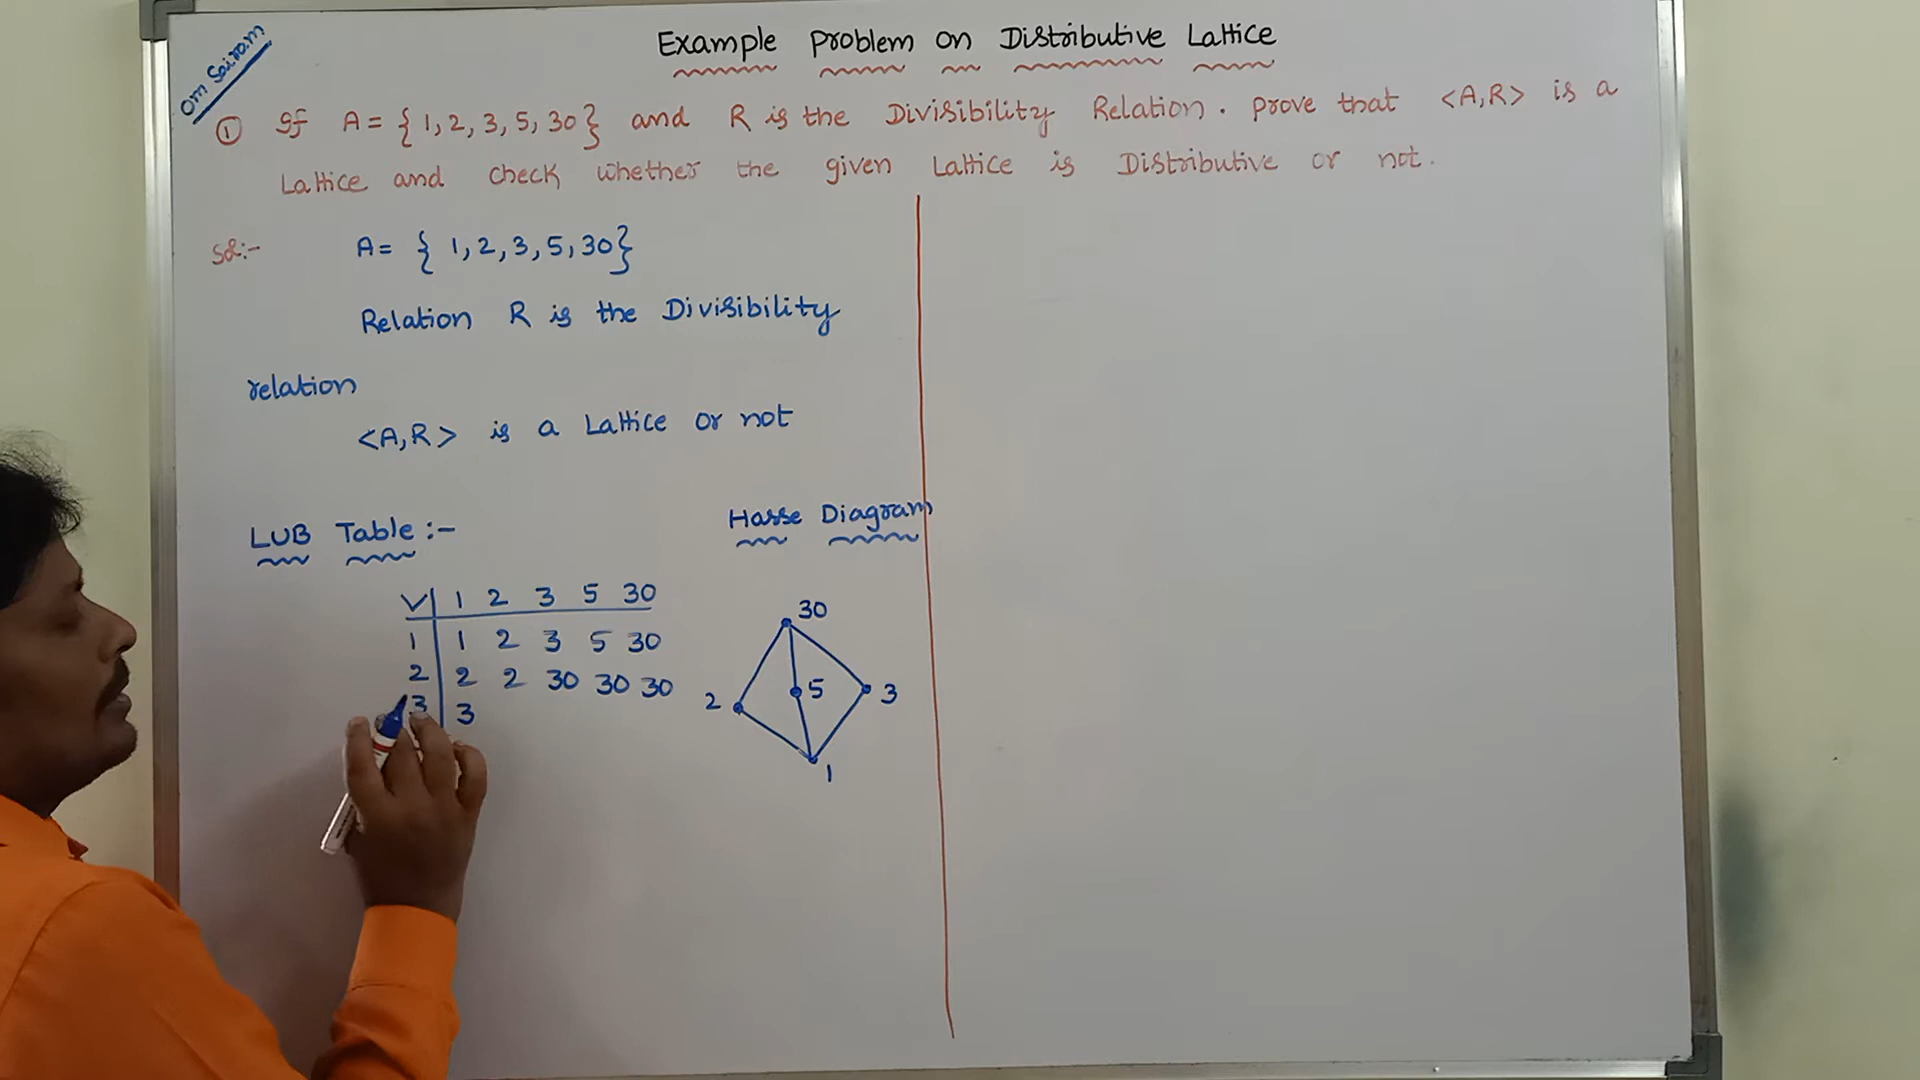 Om Sairam
Example Problem on Distributive Lattice
① If A = { 1, 2, 3, 5, 30 } and R is the Divisibility Relation. Prove that <A,R> is a
Lattice and check whether the given Lattice is Distributive or not.
Sol:- A = { 1, 2, 3, 5, 30 }
Relation R is the Divisibility
relation
<A,R> is a Lattice or not
LUB Table :-
V 1 2 3 5 30
1 1 2 3 5 30
2 2 2 30 30 30
3 3
Hasse Diagram
30
2 5 3
1